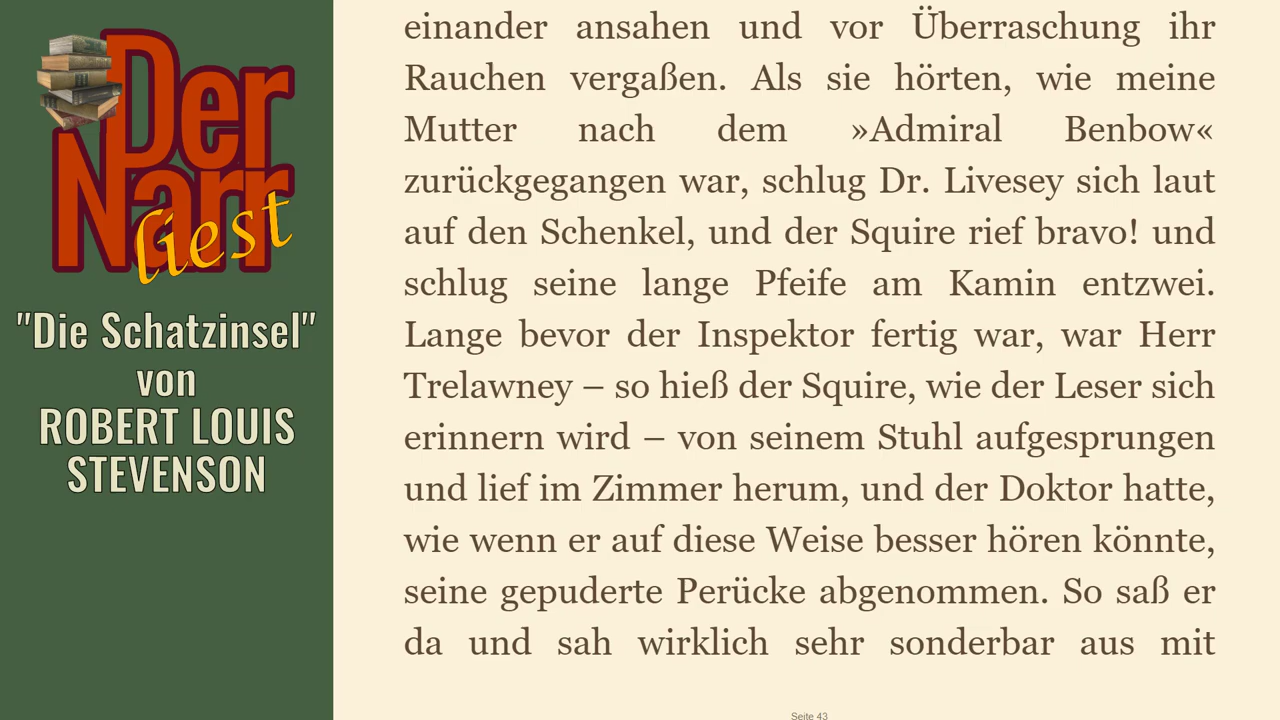 Der
Narr
liest
"Die Schatzinsel"
von
ROBERT LOUIS
STEVENSON
einander ansahen und vor Überraschung ihr
Rauchen vergaßen. Als sie hörten, wie meine
Mutter nach dem »Admiral Benbow«
zurückgegangen war, schlug Dr. Livesey sich laut
auf den Schenkel, und der Squire rief bravo! und
schlug seine lange Pfeife am Kamin entzwei.
Lange bevor der Inspektor fertig war, war Herr
Trelawney – so hieß der Squire, wie der Leser sich
erinnern wird – von seinem Stuhl aufgesprungen
und lief im Zimmer herum, und der Doktor hatte,
wie wenn er auf diese Weise besser hören könnte,
seine gepuderte Perücke abgenommen. So saß er
da und sah wirklich sehr sonderbar aus mit
Seite 43